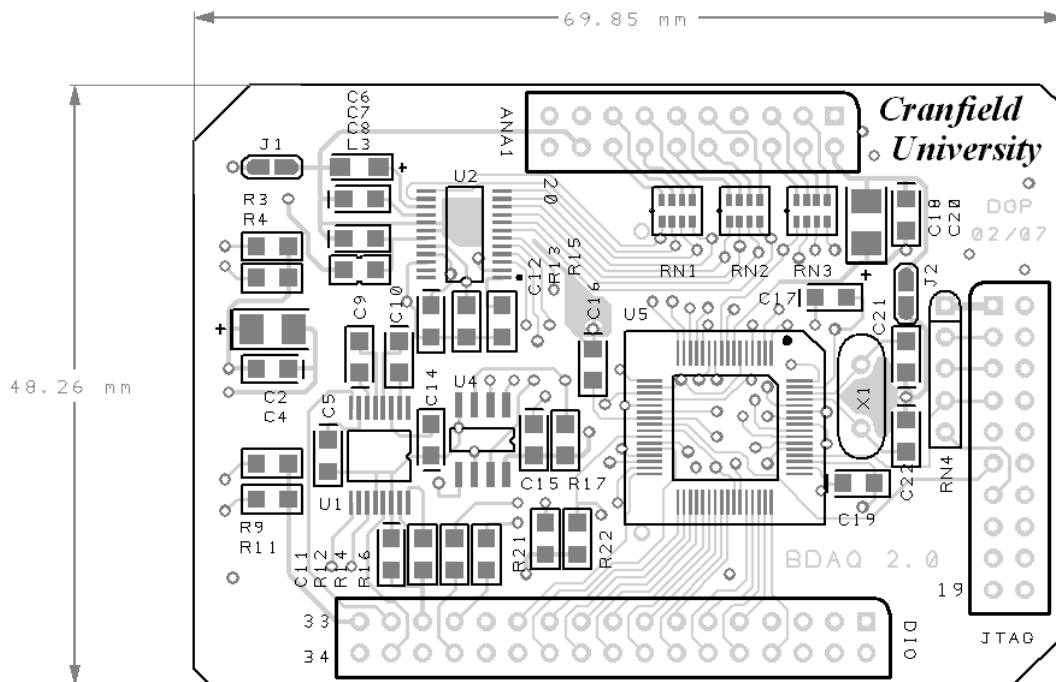 69.85 mm
48.26 mm
Cranfield
University
C6
C7
C8
L3
J1
ANA1
U2
20
R3
R4
+
RN1
RN2
RN3
C18
C20
DGP
02/07
+
J2
C12
R13
R15
C16
C17
C21
U5
+
C9
C10
C2
C4
C5
C14
U4
X1
U1
C15
R17
C22
RN4
C19
R9
R11
C11
R12
R14
R16
R21
R22
BDAQ 2.0
19
33
34
DIO
JTAG